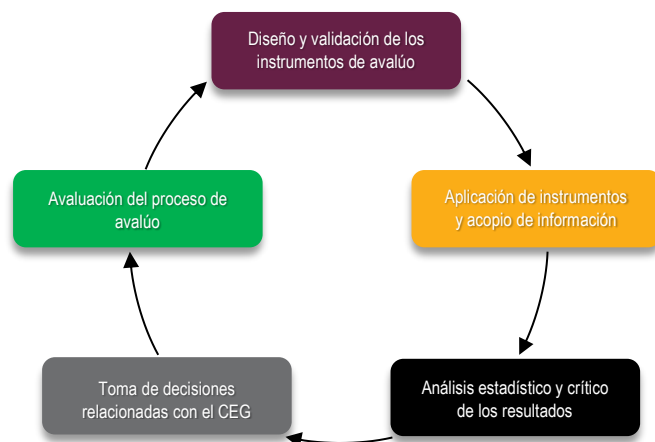 Diseño y validación de los
instrumentos de avalúo
Aplicación de instrumentos
y acopio de información
Análisis estadístico y crítico
de los resultados
Toma de decisiones
relacionadas con el CEG
Avaluación del proceso de
avalúo